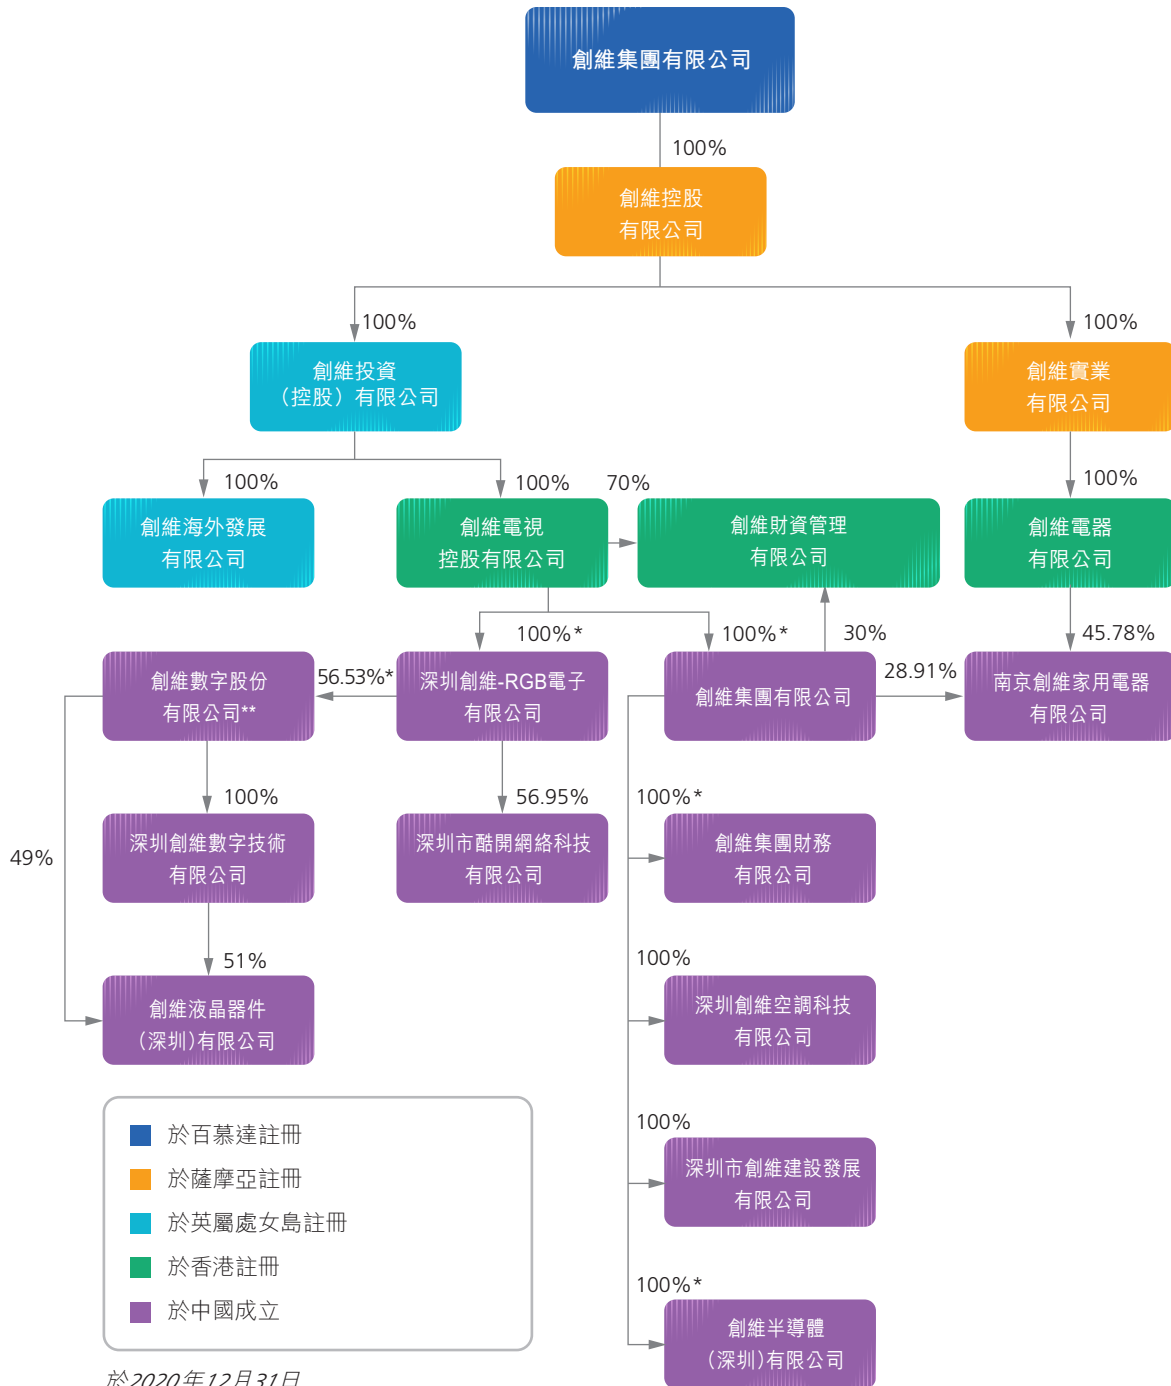 創維集團有限公司
100%
創維控股
有限公司
100%
100%
創維投資
（控股）有限公司
創維實業
有限公司
100%
100%
70%
100%
創維海外發展
有限公司
創維電視
控股有限公司
創維財資管理
有限公司
創維電器
有限公司
100%*
100%*
30%
45.78%
創維數字股份
有限公司**
56.53%*
深圳創維-RGB電子
有限公司
創維集團有限公司
28.91%
南京創維家用電器
有限公司
100%
56.95%
100%*
49%
深圳創維數字技術
有限公司
深圳市酷開網絡科技
有限公司
創維集團財務
有限公司
51%
100%
創維液晶器件
（深圳）有限公司
深圳創維空調科技
有限公司
100%
深圳市創維建設發展
有限公司
100%*
創維半導體
（深圳）有限公司
於百慕達註冊
於薩摩亞註冊
於英屬處女島註冊
於香港註冊
於中國成立
於2020年12月31日